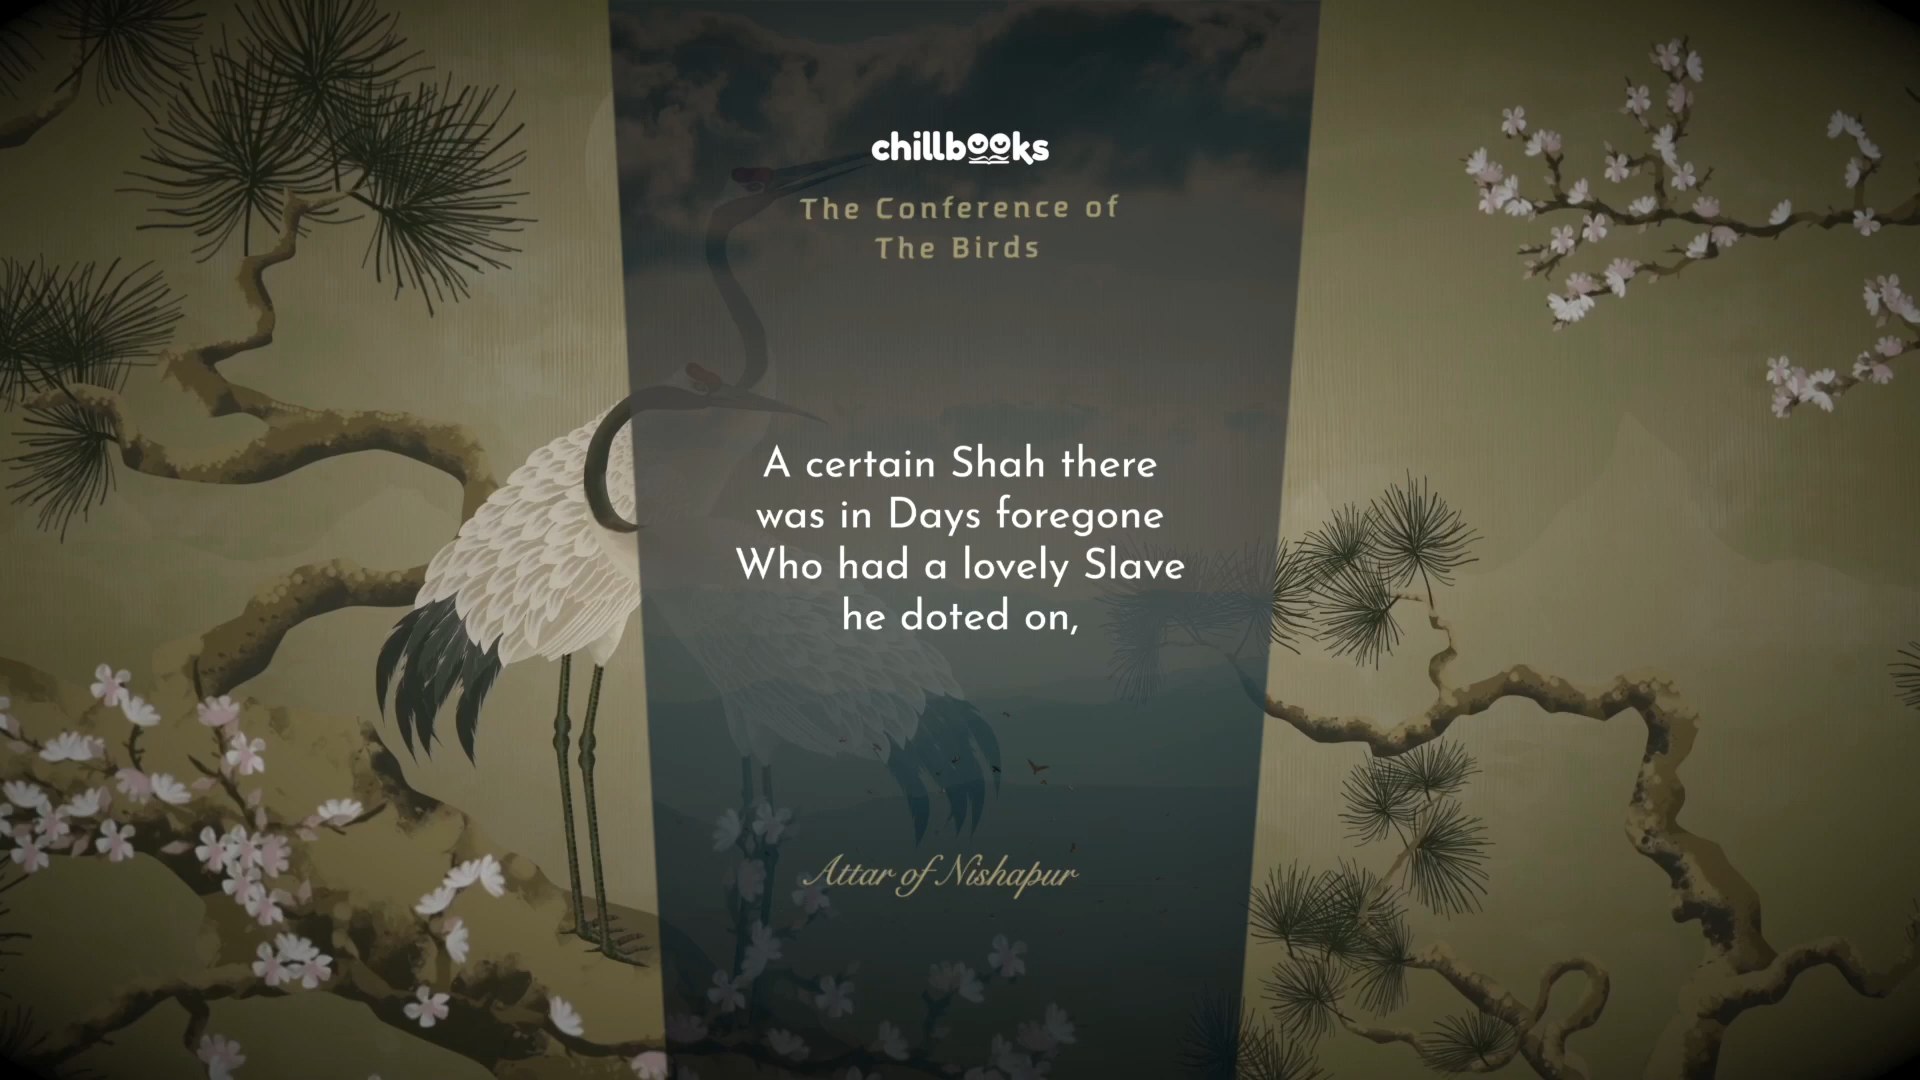 chillbooks
The Conference of
The Birds
A certain Shah there
was in Days foregone
Who had a lovely Slave
he doted on,
Attar of Nishapur